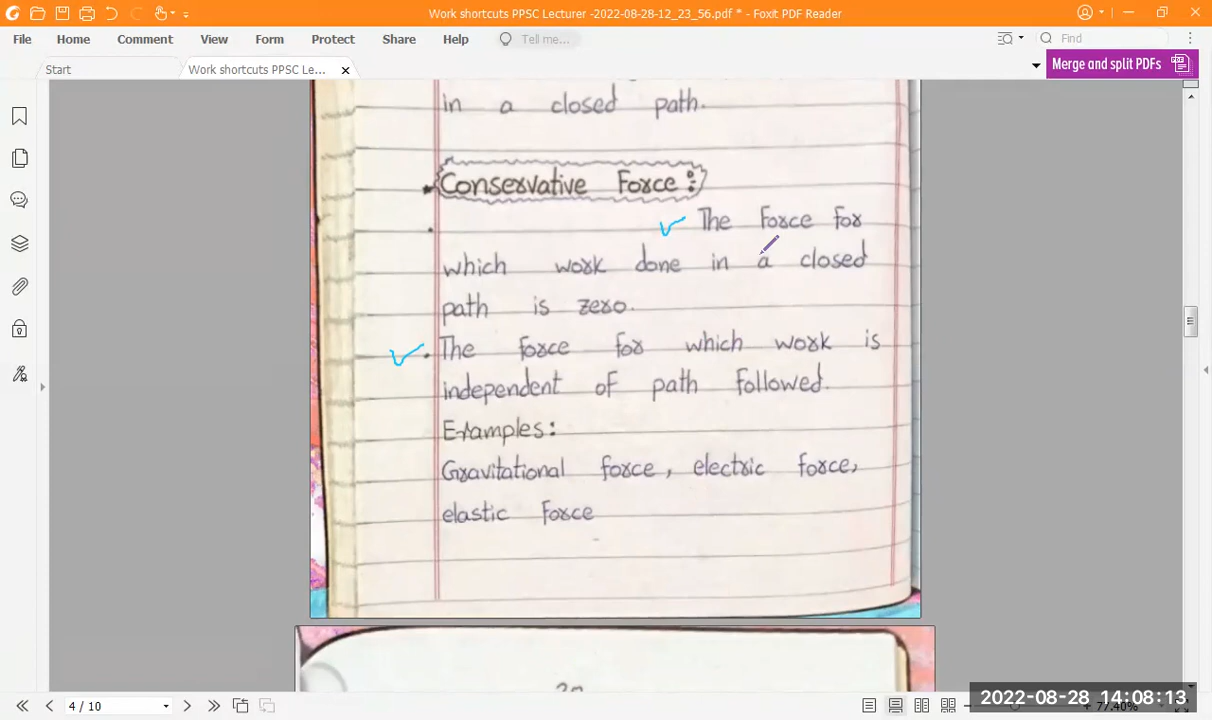 Work shortcuts PPSC Lecturer -2022-08-28-12_23_56.pdf * - Foxit PDF Reader
File Home Comment View Form Protect Share Help Tell me... Find
Start Work shortcuts PPSC Le... Merge and split PDFs
in a closed path.
Conservative Force:
The Force for
which work done in a closed
path is zero.
The force for which work is
independent of path followed.
Examples:
Gravitational force, electric force,
elastic Force
4 / 10
2022-08-28 14:08:13
77.40%